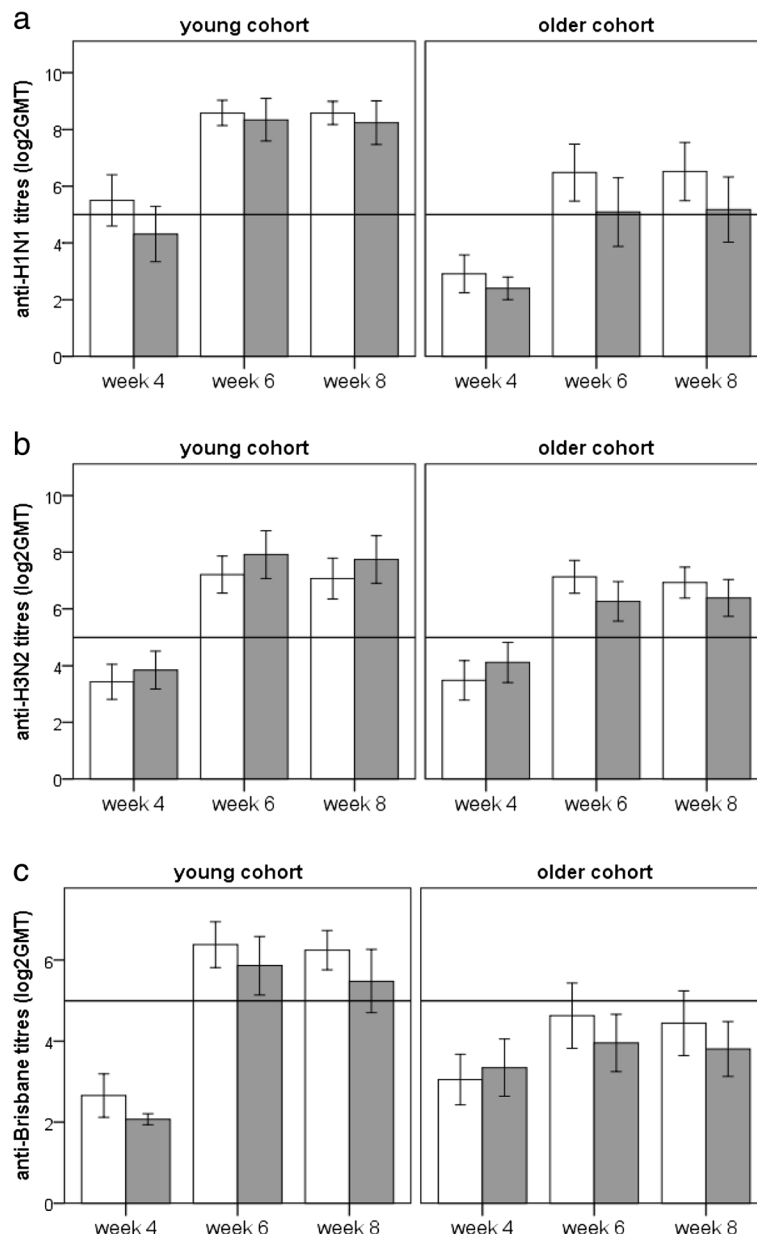 a
young cohort older cohort
anti-H1N1 titres (log2GMT)
10
8
6
4
2
0
week 4 week 6 week 8 week 4 week 6 week 8
b
young cohort older cohort
anti-H3N2 titres (log2GMT)
10
8
6
4
2
0
week 4 week 6 week 8 week 4 week 6 week 8
c
young cohort older cohort
anti-Brisbane titres (log2GMT)
6
4
2
0
week 4 week 6 week 8 week 4 week 6 week 8